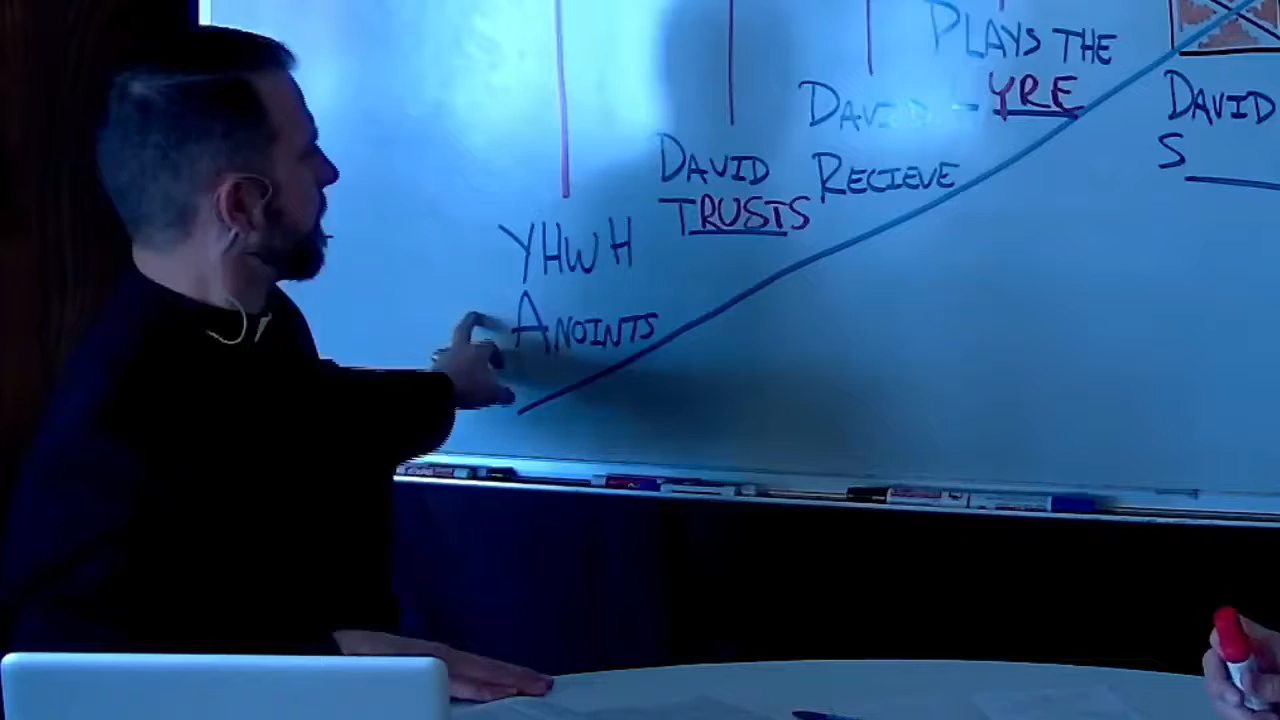 PLAYS THE
YRE
DAVID -
RECIEVE
DAVID
TRUSTS
YHWH
ANOINTS
DAVID
S